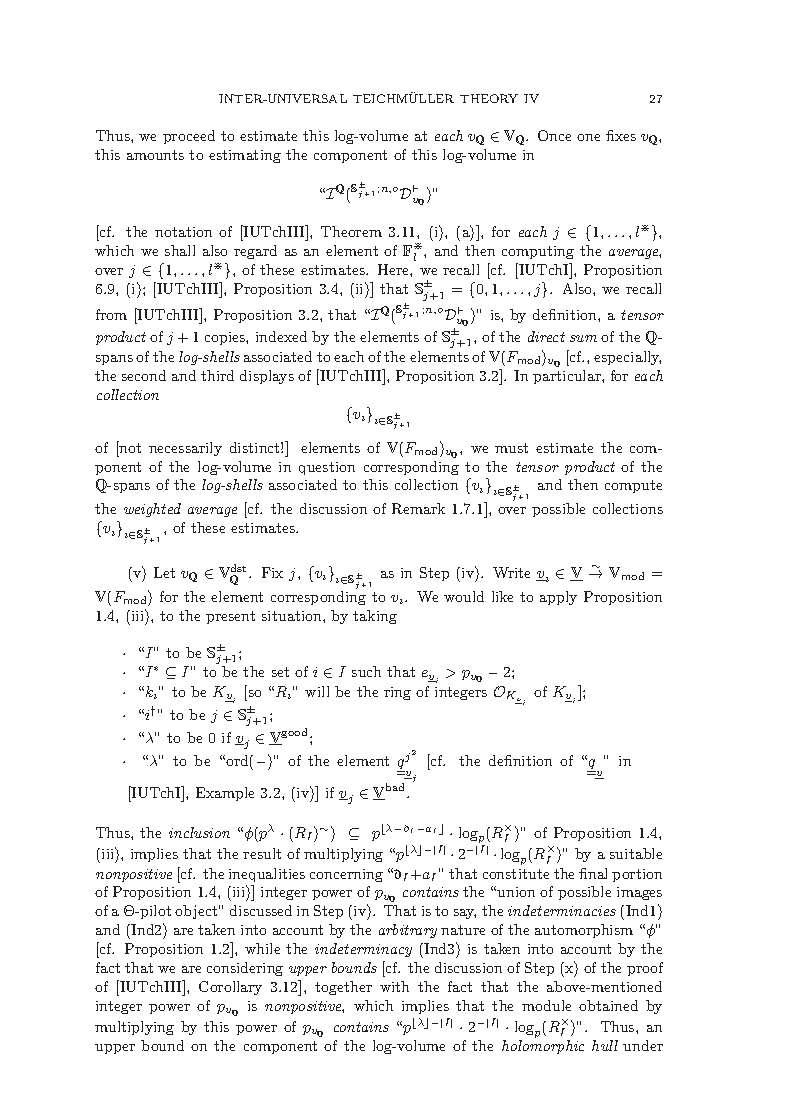 INTER-UNIVERSAL TEICHMÜLLER THEORY IV 27
Thus, we proceed to estimate this log-volume at each v_ℚ ∈ 𝕍_ℚ. Once one fixes v_ℚ,
this amounts to estimating the component of this log-volume in
“𝓘^ℚ(^{𝕊^±_{j+1};n,∘}𝓓^⊢_{v_ℚ})”
[cf. the notation of [IUTchIII], Theorem 3.11, (i), (a)], for each j ∈ {1, . . . , l^⋇},
which we shall also regard as an element of 𝔽_l^⋇, and then computing the average,
over j ∈ {1, . . . , l^⋇}, of these estimates. Here, we recall [cf. [IUTchI], Proposition
6.9, (i); [IUTchIII], Proposition 3.4, (ii)] that 𝕊^±_{j+1} = {0, 1, . . . , j}. Also, we recall
from [IUTchIII], Proposition 3.2, that “𝓘^ℚ(^{𝕊^±_{j+1};n,∘}𝓓^⊢_{v_ℚ})” is, by definition, a tensor
product of j + 1 copies, indexed by the elements of 𝕊^±_{j+1}, of the direct sum of the ℚ-
spans of the log-shells associated to each of the elements of 𝕍(F_mod)_{v_ℚ} [cf., especially,
the second and third displays of [IUTchIII], Proposition 3.2]. In particular, for each
collection
{v_i}_{i∈𝕊^±_{j+1}}
of [not necessarily distinct!] elements of 𝕍(F_mod)_{v_ℚ}, we must estimate the com-
ponent of the log-volume in question corresponding to the tensor product of the
ℚ-spans of the log-shells associated to this collection {v_i}_{i∈𝕊^±_{j+1}} and then compute
the weighted average [cf. the discussion of Remark 1.7.1], over possible collections
{v_i}_{i∈𝕊^±_{j+1}}, of these estimates.
(v) Let v_ℚ ∈ 𝕍_ℚ^dst. Fix j, {v_i}_{i∈𝕊^±_{j+1}} as in Step (iv). Write v̲_i ∈ 𝕍̲ ⥲ 𝕍_mod =
𝕍(F_mod) for the element corresponding to v_i. We would like to apply Proposition
1.4, (iii), to the present situation, by taking
· “I” to be 𝕊^±_{j+1};
· “I* ⊆ I” to be the set of i ∈ I such that e_{v̲_i} > p_{v_ℚ} − 2;
· “k_i” to be K_{v̲_i} [so “R_i” will be the ring of integers 𝒪_{K_{v̲_i}} of K_{v̲_i}];
· “i^†” to be j ∈ 𝕊^±_{j+1};
· “λ” to be 0 if v̲_j ∈ 𝕍̲^good;
· “λ” to be “ord(−)” of the element q̳_{v̲_j}^{j²} [cf. the definition of “q̳_{v̲}” in
[IUTchI], Example 3.2, (iv)] if v̲_j ∈ 𝕍̲^bad.
Thus, the inclusion “ϕ(p^λ · (R_I)^~) ⊆ p^{⌊λ−𝔡_I−a_I⌋} · log_p(R_I^×)” of Proposition 1.4,
(iii), implies that the result of multiplying “p^{⌊λ⌋−|I|} · 2^{−|I|} · log_p(R_I^×)” by a suitable
nonpositive [cf. the inequalities concerning “𝔡_I+a_I” that constitute the final portion
of Proposition 1.4, (iii)] integer power of p_{v_ℚ} contains the “union of possible images
of a Θ-pilot object” discussed in Step (iv). That is to say, the indeterminacies (Ind1)
and (Ind2) are taken into account by the arbitrary nature of the automorphism “ϕ”
[cf. Proposition 1.2], while the indeterminacy (Ind3) is taken into account by the
fact that we are considering upper bounds [cf. the discussion of Step (x) of the proof
of [IUTchIII], Corollary 3.12], together with the fact that the above-mentioned
integer power of p_{v_ℚ} is nonpositive, which implies that the module obtained by
multiplying by this power of p_{v_ℚ} contains “p^{⌊λ⌋−|I|} · 2^{−|I|} · log_p(R_I^×)”. Thus, an
upper bound on the component of the log-volume of the holomorphic hull under